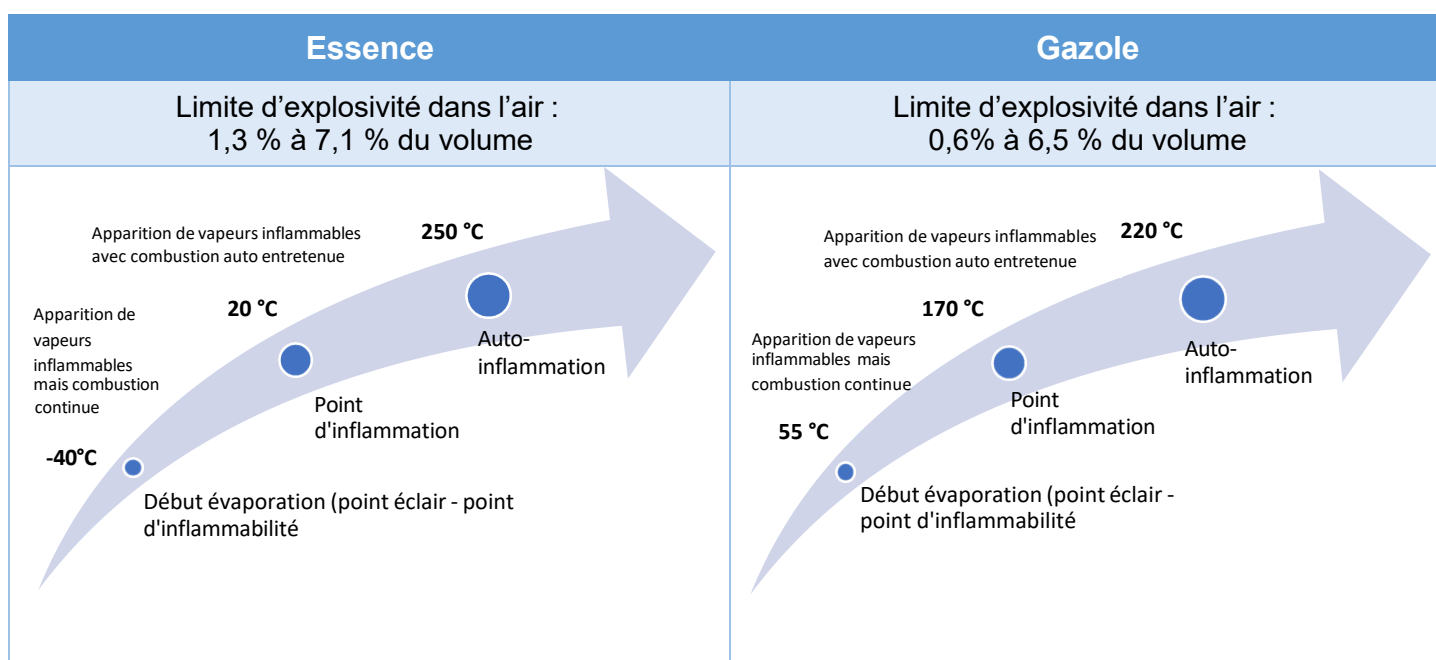 Essence
Limite d’explosivité dans l’air :
1,3 % à 7,1 % du volume
Apparition de vapeurs inflammables
avec combustion auto entretenue
250 °C
20 °C
Apparition de
vapeurs
inflammables
mais combustion
continue
Auto-
inflammation
Point
d'inflammation
-40°C
Début évaporation (point éclair - point
d'inflammabilité
Gazole
Limite d’explosivité dans l’air :
0,6% à 6,5 % du volume
Apparition de vapeurs inflammables
avec combustion auto entretenue
220 °C
170 °C
Apparition de vapeurs
inflammables mais
combustion continue
Auto-
inflammation
Point
d'inflammation
55 °C
Début évaporation (point éclair -
point d'inflammabilité